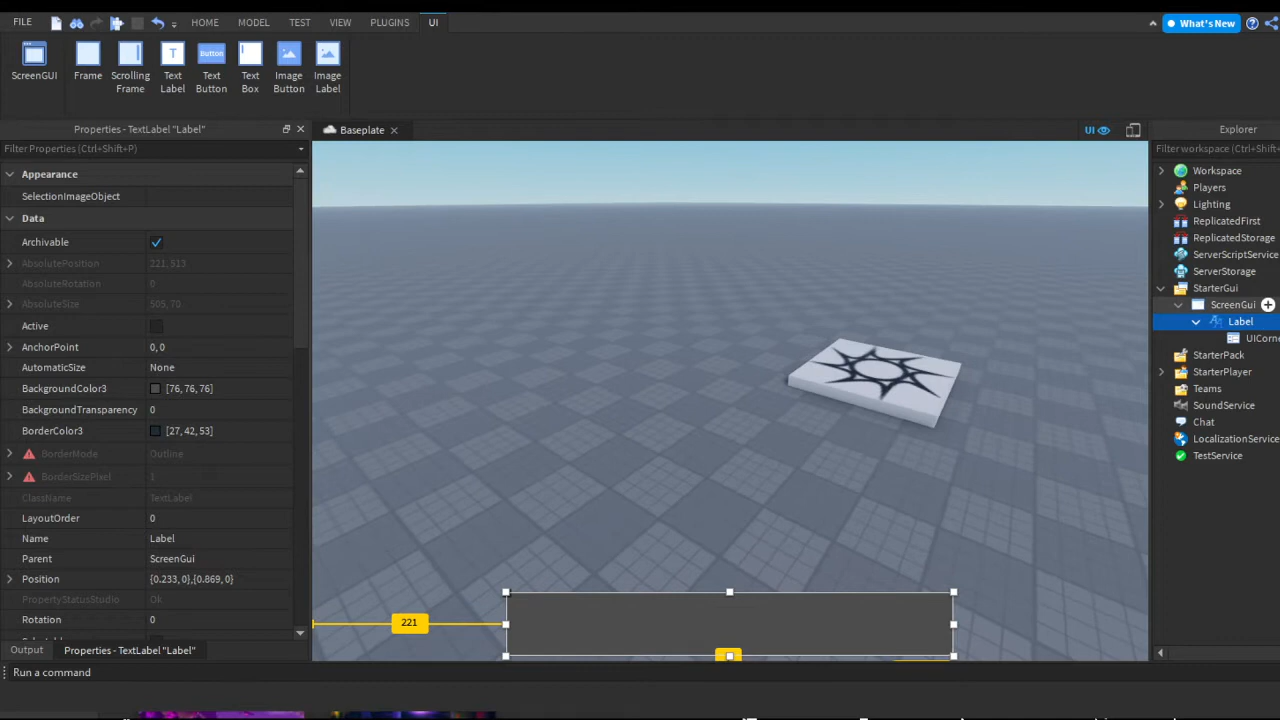 FILE HOME MODEL TEST VIEW PLUGINS UI What's New
ScreenGUI Frame Scrolling Frame Text Label Text Button Button Text Box Image Button Image Label
Properties - TextLabel "Label"
Baseplate
UI
Explorer
Filter Properties (Ctrl+Shift+P)
Filter workspace (Ctrl+Shift+
Appearance
SelectionImageObject
Data
Archivable
AbsolutePosition 221, 513
AbsoluteRotation 0
AbsoluteSize 505, 70
Active
AnchorPoint 0, 0
AutomaticSize None
BackgroundColor3 [76, 76, 76]
BackgroundTransparency 0
BorderColor3 [27, 42, 53]
BorderMode Outline
BorderSizePixel 1
ClassName TextLabel
LayoutOrder 0
Name Label
Parent ScreenGui
Position {0.233, 0},{0.869, 0}
PropertyStatusStudio Ok
Rotation 0
221
Workspace
Players
Lighting
ReplicatedFirst
ReplicatedStorage
ServerScriptService
ServerStorage
StarterGui
ScreenGui
Label
UICorne
StarterPack
StarterPlayer
Teams
SoundService
Chat
LocalizationService
TestService
Output Properties - TextLabel "Label"
Run a command